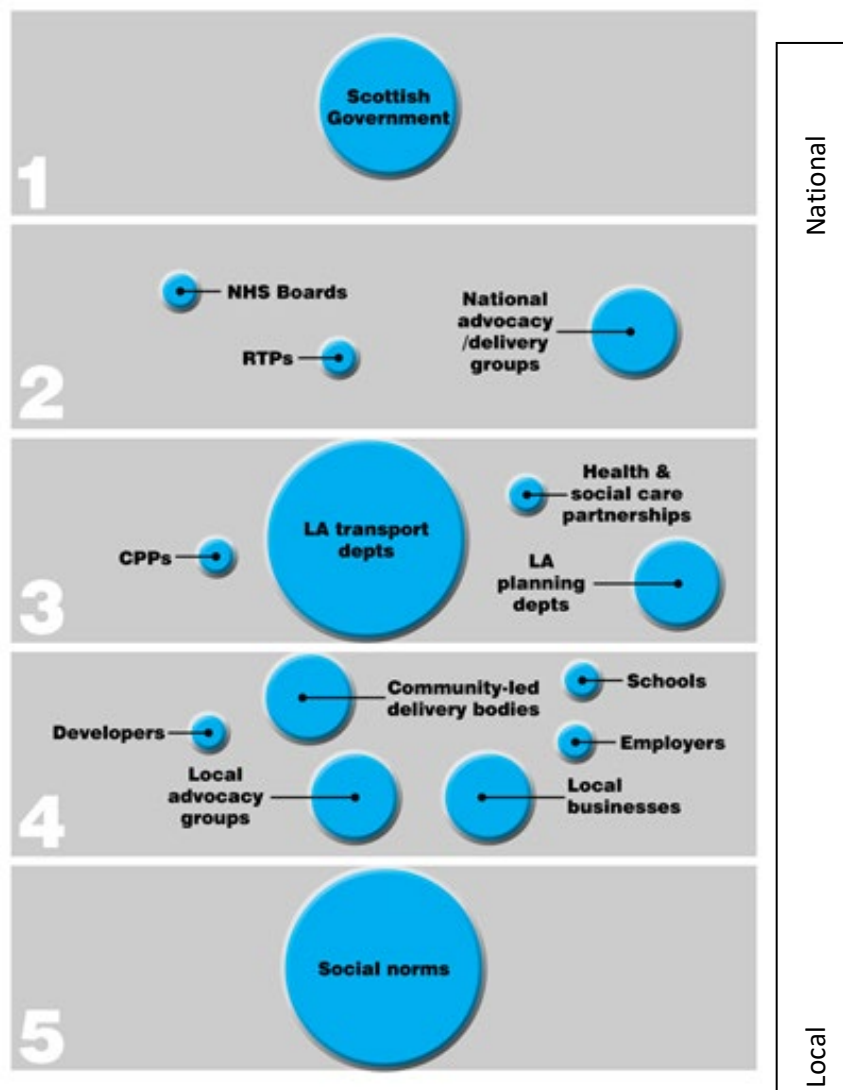 Scottish
Government
1
National
NHS Boards
RTPs
National
advocacy
/delivery
groups
2
LA transport
depts
Health &
social care
partnerships
CPPs
LA
planning
depts
3
Community-led
delivery bodies
Schools
Developers
Employers
Local
advocacy
groups
Local
businesses
4
Social norms
5
Local